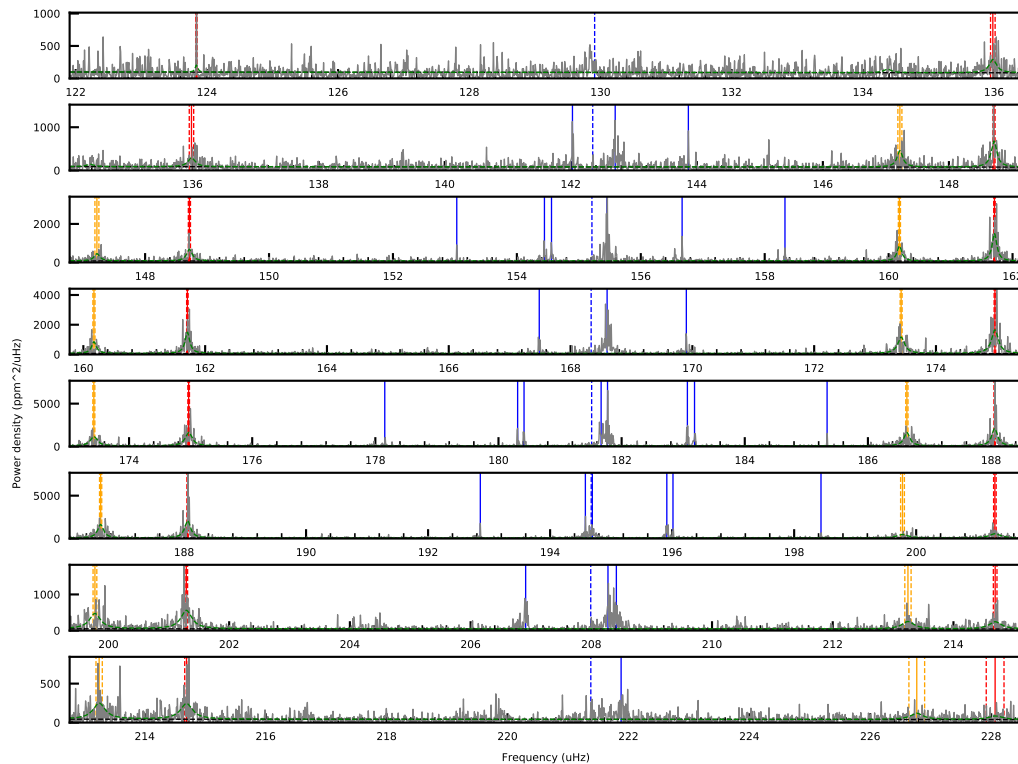 1000
500
0
122 124 126 128 130 132 134 136
1000
0
136 138 140 142 144 146 148
2000
0
148 150 152 154 156 158 160 162
4000
2000
0
160 162 164 166 168 170 172 174
5000
0
174 176 178 180 182 184 186 188
5000
0
188 190 192 194 196 198 200
1000
0
200 202 204 206 208 210 212 214
500
0
214 216 218 220 222 224 226 228
Power density (ppm^2/uHz)
Frequency (uHz)